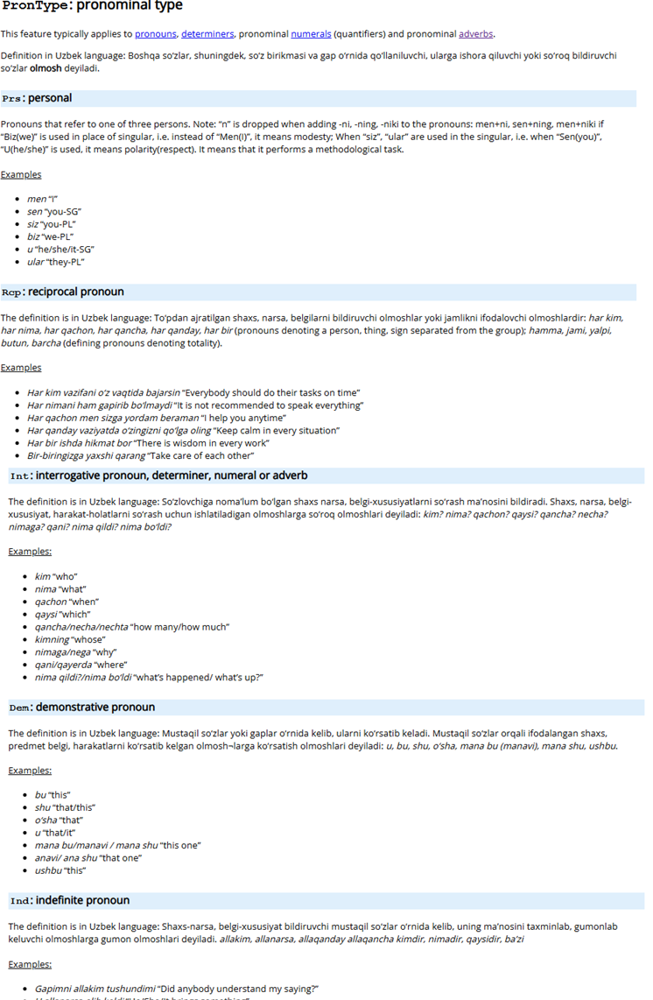 PronType: pronominal type
This feature typically applies to pronouns, determiners, pronominal numerals (quantifiers) and pronominal adverbs.
Definition in Uzbek language: Boshqa so‘zlar, shuningdek, so‘z birikmasi va gap o‘rnida qo‘llaniluvchi, ularga ishora qiluvchi yoki so‘roq bildiruvchi
so‘zlar olmosh deyiladi.
Prs: personal
Pronouns that refer to one of three persons. Note: “n” is dropped when adding -ni, -ning, -niki to the pronouns: men+ni, sen+ning, men+niki if
“Biz(we)” is used in place of singular, i.e. instead of “Men(I)”, it means modesty; When “siz”, “ular” are used in the singular, i.e. when “Sen(you)”,
“U(he/she)” is used, it means polarity(respect). It means that it performs a methodological task.
Examples
• men “I”
• sen “you-SG”
• siz “you-PL”
• biz “we-PL”
• u “he/she/it-SG”
• ular “they-PL”
Rcp: reciprocal pronoun
The definition is in Uzbek language: To‘pdan ajratilgan shaxs, narsa, belgilarni bildiruvchi olmoshlar yoki jamlikni ifodalovchi olmoshlardir: har kim,
har nima, har qachon, har qancha, har qanday, har bir (pronouns denoting a person, thing, sign separated from the group); hamma, jami, yalpi,
butun, barcha (defining pronouns denoting totality).
Examples
• Har kim vazifani o‘z vaqtida bajarsin “Everybody should do their tasks on time”
• Har nimani ham gapirib bo‘lmaydi “It is not recommended to speak everything”
• Har qachon men sizga yordam beraman “I help you anytime”
• Har qanday vaziyatda o‘zingizni qo‘lga oling “Keep calm in every situation”
• Har bir ishda hikmat bor “There is wisdom in every work”
• Bir-biringizga yaxshi qarang “Take care of each other”
Int: interrogative pronoun, determiner, numeral or adverb
The definition is in Uzbek language: So‘zlovchiga noma’lum bo‘lgan shaxs narsa, belgi-xususiyatlarni so‘rash ma’nosini bildiradi. Shaxs, narsa, belgi-
xususiyat, harakat-holatlarni so‘rash uchun ishlatiladigan olmoshlarga so‘roq olmoshlari deyiladi: kim? nima? qachon? qaysi? qancha? necha?
nimaga? qani? nima qildi? nima bo‘ldi?
Examples:
• kim “who”
• nima “what”
• qachon “when”
• qaysi “which”
• qancha/necha/nechta “how many/how much”
• kimning “whose”
• nimaga/nega “why”
• qani/qayerda “where”
• nima qildi?/nima bo‘ldi “what’s happened/ what’s up?”
Dem: demonstrative pronoun
The definition is in Uzbek language: Mustaqil so‘zlar yoki gaplar o‘rnida kelib, ularni ko‘rsatib keladi. Mustaqil so‘zlar orqali ifodalangan shaxs,
predmet belgi, harakatlarni ko‘rsatib kelgan olmosh¬larga ko‘rsatish olmoshlari deyiladi: u, bu, shu, o‘sha, mana bu (manavi), mana shu, ushbu.
Examples:
• bu “this”
• shu “that/this”
• o‘sha “that”
• u “that/it”
• mana bu/manavi / mana shu “this one”
• anavi/ ana shu “that one”
• ushbu “this”
Ind: indefinite pronoun
The definition is in Uzbek language: Shaxs-narsa, belgi-xususiyat bildiruvchi mustaqil so‘zlar o‘rnida kelib, uning ma’nosini taxminlab, gumonlab
keluvchi olmoshlarga gumon olmoshlari deyiladi. allakim, allanarsa, allaqanday allaqancha kimdir, nimadir, qaysidir, ba’zi
Examples:
• Gapimni allakim tushundimi “Did anybody understand my saying?”